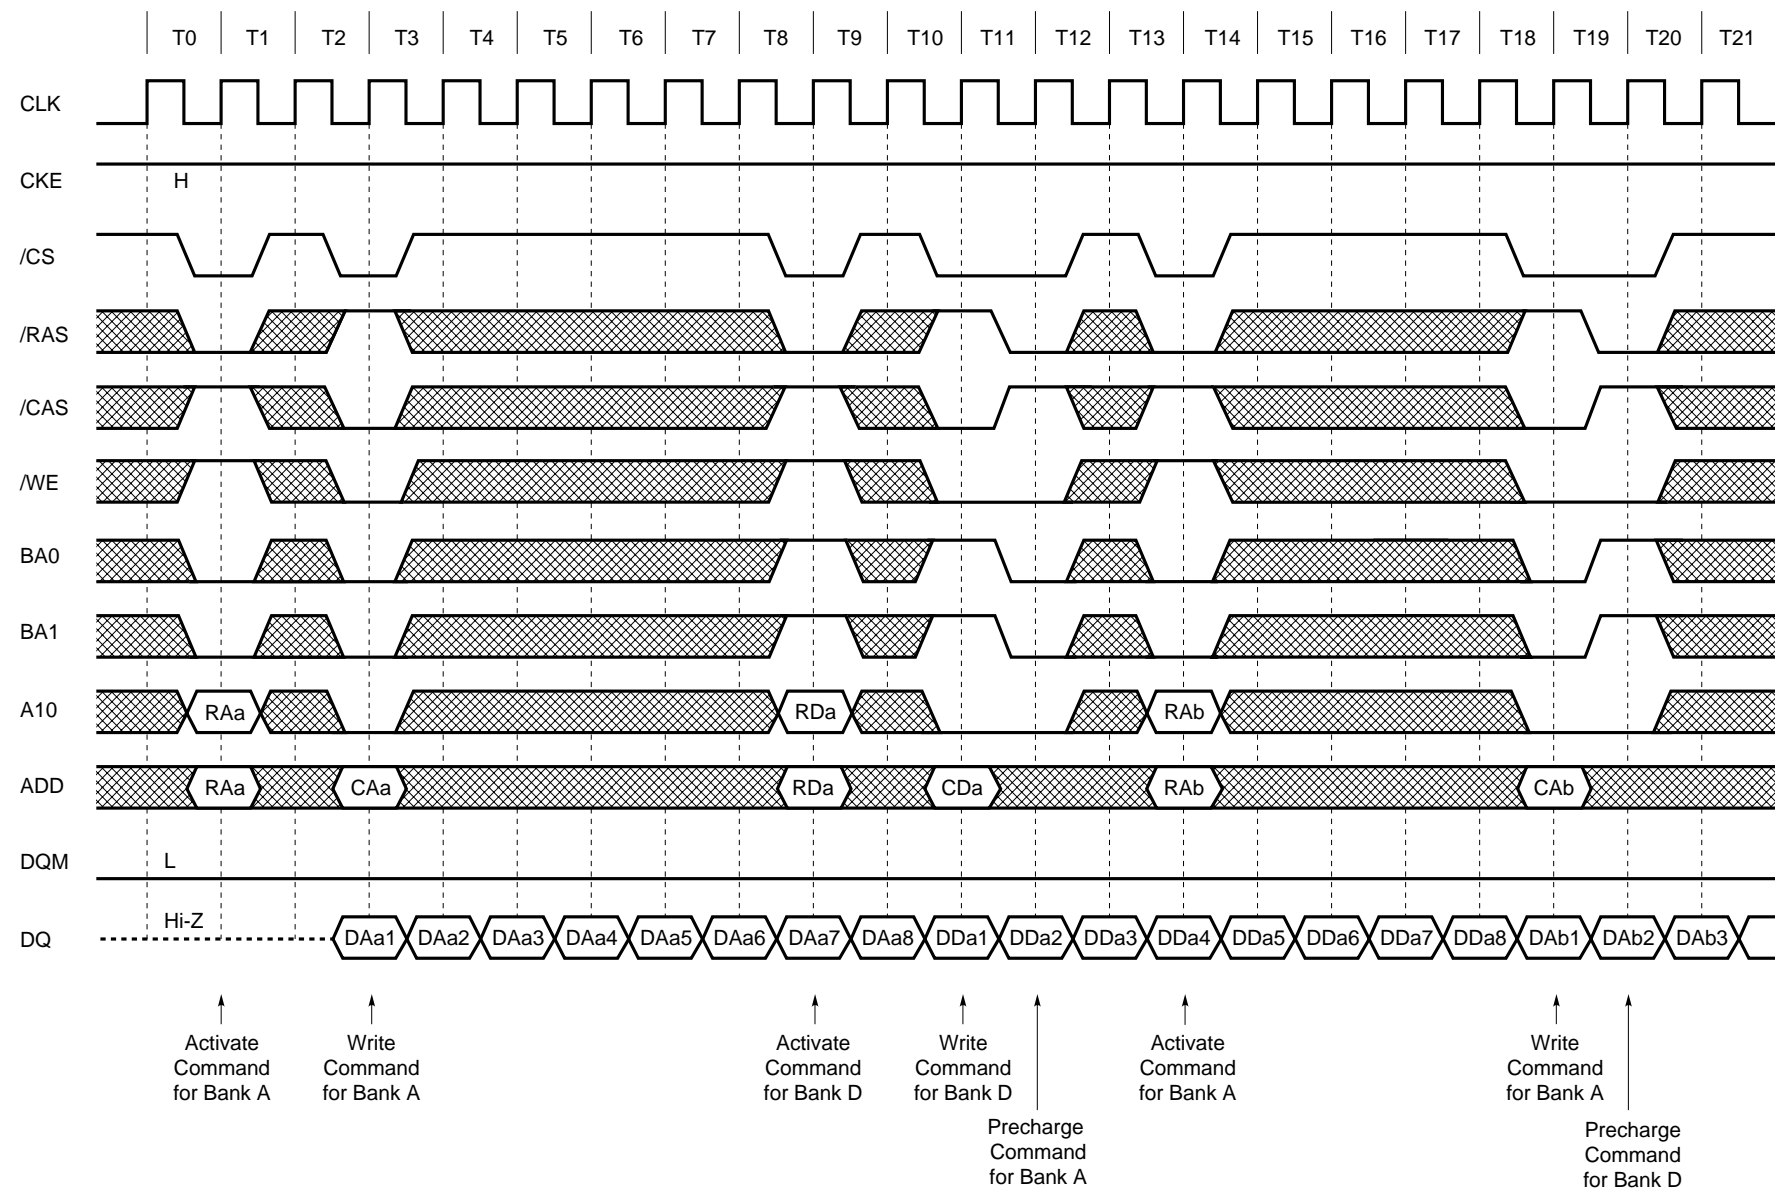 T0 T1 T2 T3 T4 T5 T6 T7 T8 T9 T10 T11 T12 T13 T14 T15 T16 T17 T18 T19 T20 T21
CLK
CKE H
/CS
/RAS
/CAS
/WE
BA0
BA1
A10 RAa RDa RAb
ADD RAa CAa RDa CDa RAb CAb
DQM L
Hi-Z
DQ DAa1 DAa2 DAa3 DAa4 DAa5 DAa6 DAa7 DAa8 DDa1 DDa2 DDa3 DDa4 DDa5 DDa6 DDa7 DDa8 DAb1 DAb2 DAb3
Activate
Command
for Bank A
Write
Command
for Bank A
Activate
Command
for Bank D
Write
Command
for Bank D
Precharge
Command
for Bank A
Activate
Command
for Bank A
Write
Command
for Bank A
Precharge
Command
for Bank D